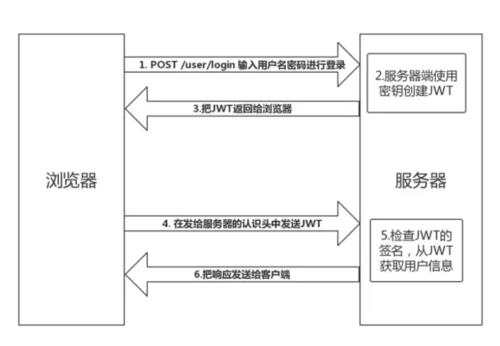 1. POST /user/login 输入用户名密码进行登录
2.服务器端使用
密钥创建JWT
3.把JWT返回给浏览器
浏览器
服务器
4. 在发给服务器的认识头中发送JWT
5.检查JWT的
签名，从JWT
获取用户信息
6.把响应发送给客户端